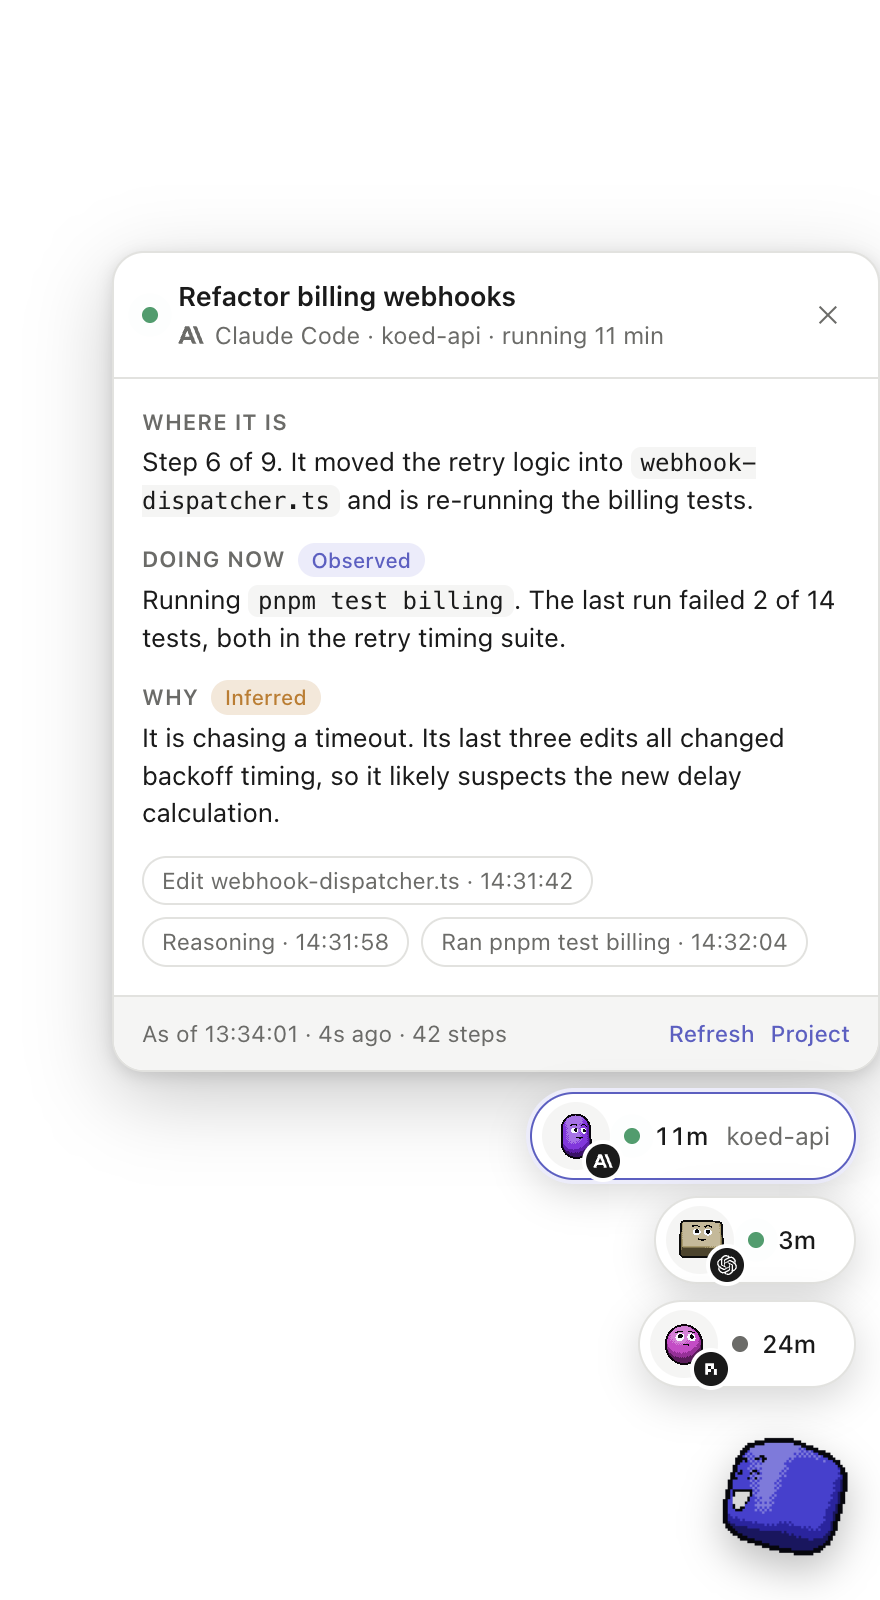 Refactor billing webhooks
Claude Code · koed-api · running 11 min
WHERE IT IS
Step 6 of 9. It moved the retry logic into webhook-
dispatcher.ts and is re-running the billing tests.
DOING NOW Observed
Running pnpm test billing. The last run failed 2 of 14
tests, both in the retry timing suite.
WHY Inferred
It is chasing a timeout. Its last three edits all changed
backoff timing, so it likely suspects the new delay
calculation.
Edit webhook-dispatcher.ts · 14:31:42
Reasoning · 14:31:58 Ran pnpm test billing · 14:32:04
As of 13:34:01 · 4s ago · 42 steps Refresh Project
11m koed-api
3m
24m